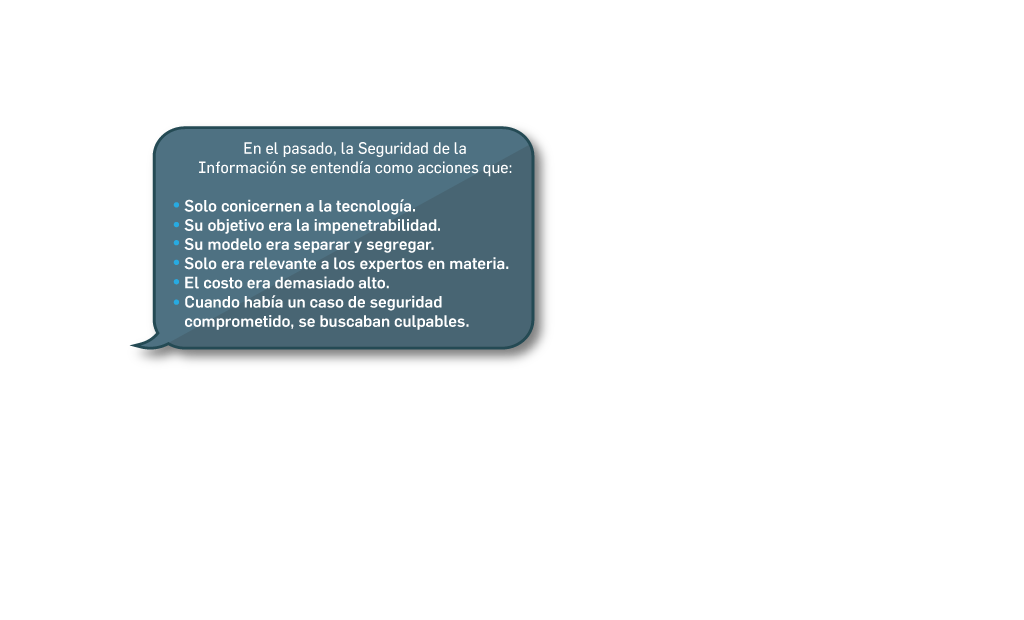 En el pasado, la Seguridad de la
Información se entendía como acciones que:
• Solo conicernen a la tecnología.
• Su objetivo era la impenetrabilidad.
• Su modelo era separar y segregar.
• Solo era relevante a los expertos en materia.
• El costo era demasiado alto.
• Cuando había un caso de seguridad
comprometido, se buscaban culpables.